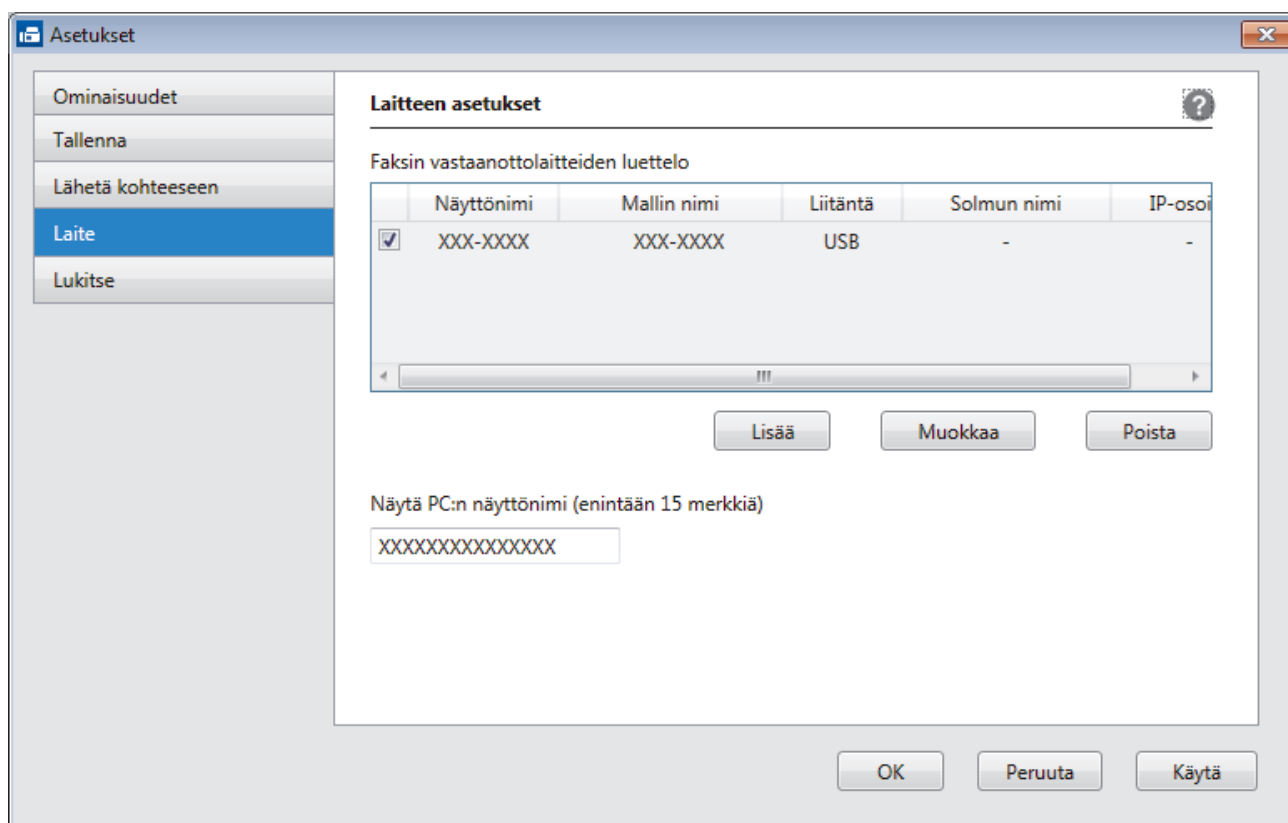 Asetukset
Ominaisuudet
Tallenna
Lähetä kohteeseen
Laite
Lukitse
Laitteen asetukset
?
Faksin vastaanottolaitteiden luettelo
Näyttönimi Mallin nimi Liitäntä Solmun nimi IP-osoi
XXX-XXXX XXX-XXXX USB - -
Lisää Muokkaa Poista
Näytä PC:n näyttönimi (enintään 15 merkkiä)
XXXXXXXXXXXXXXX
OK Peruuta Käytä